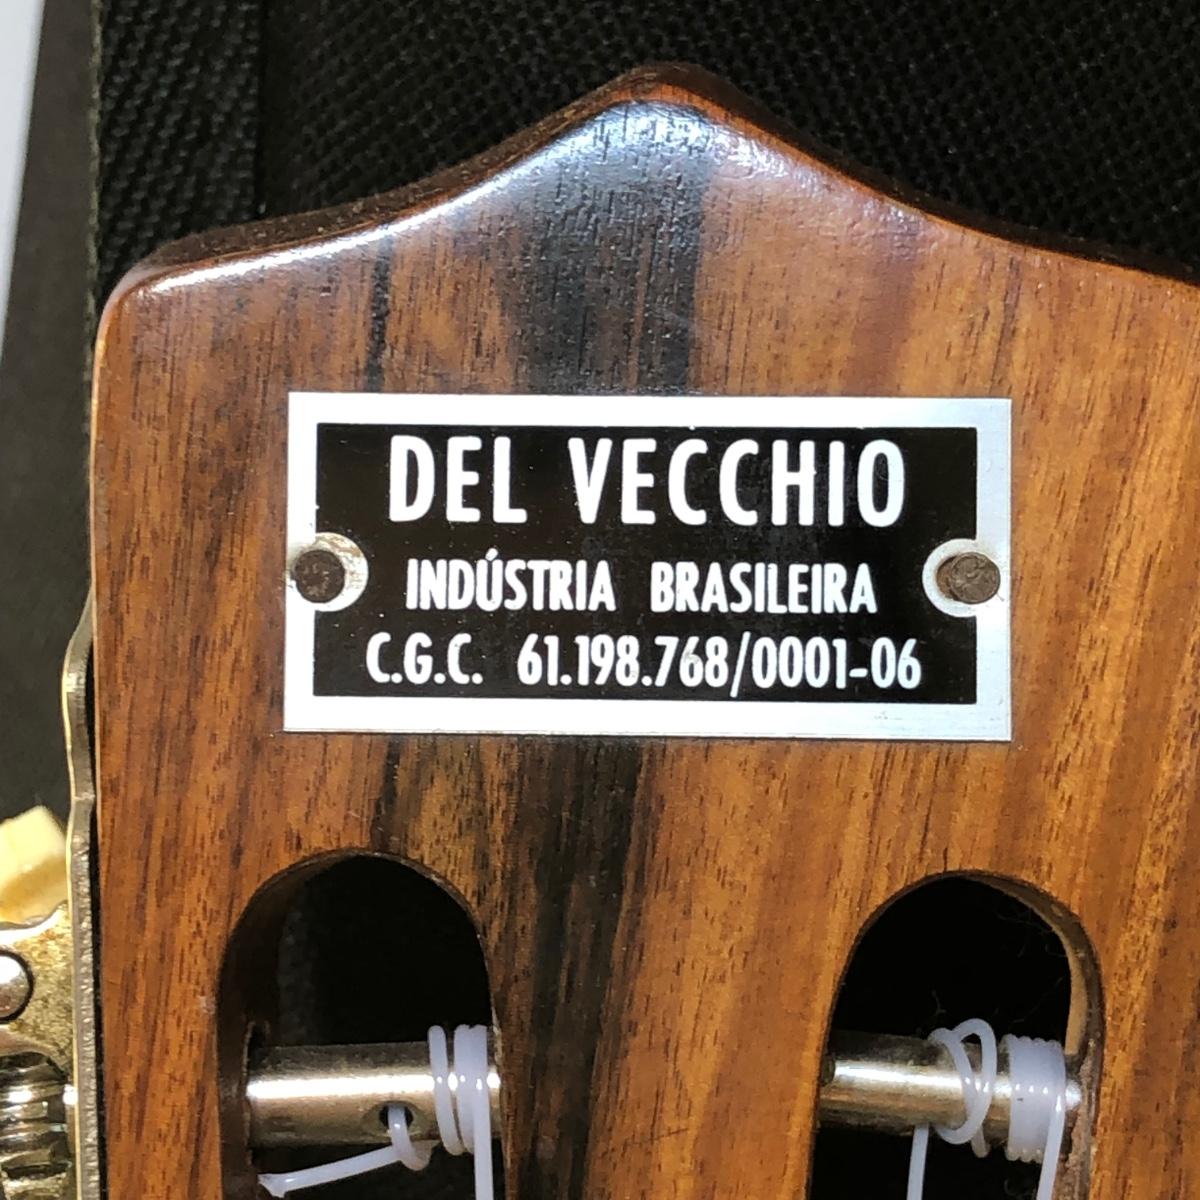 DEL VECCHIO
INDÚSTRIA BRASILEIRA
C.G.C. 61.198.768/0001-06